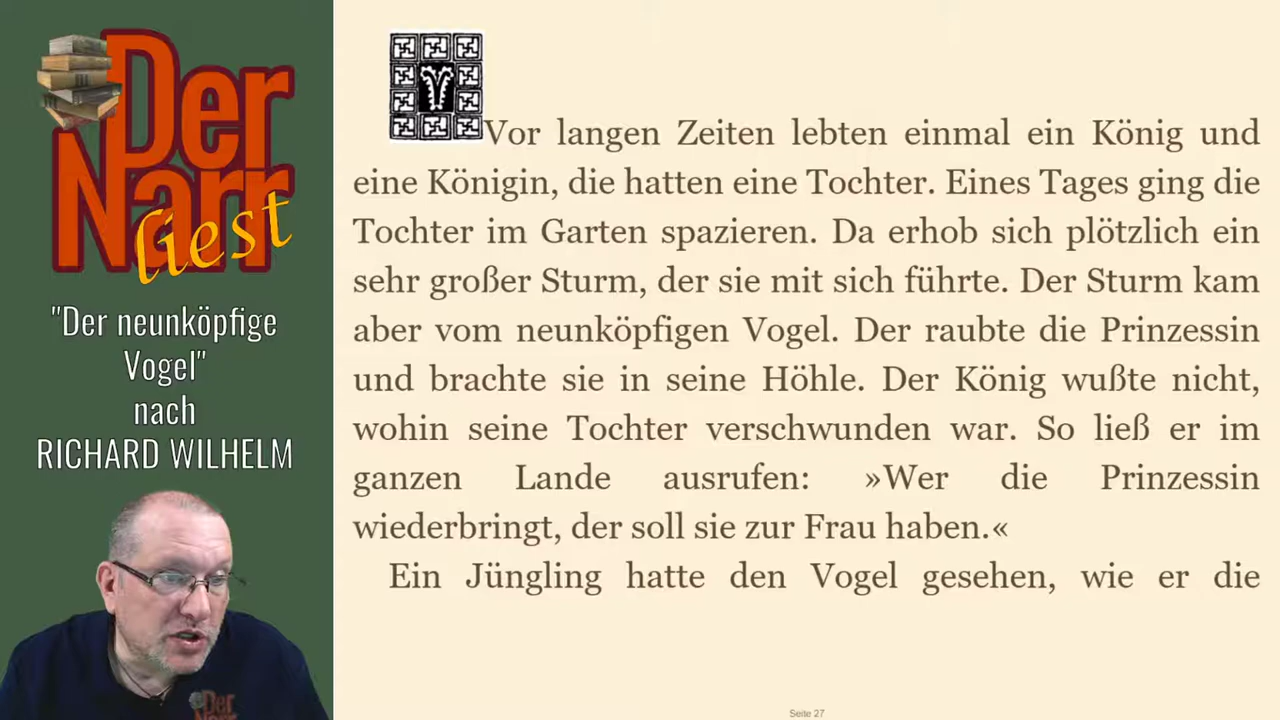 Der
Narr
liest
"Der neunköpfige
Vogel"
nach
RICHARD WILHELM
Der
Narr
V
Vor langen Zeiten lebten einmal ein König und
eine Königin, die hatten eine Tochter. Eines Tages ging die
Tochter im Garten spazieren. Da erhob sich plötzlich ein
sehr großer Sturm, der sie mit sich führte. Der Sturm kam
aber vom neunköpfigen Vogel. Der raubte die Prinzessin
und brachte sie in seine Höhle. Der König wußte nicht,
wohin seine Tochter verschwunden war. So ließ er im
ganzen Lande ausrufen: »Wer die Prinzessin
wiederbringt, der soll sie zur Frau haben.«
Ein Jüngling hatte den Vogel gesehen, wie er die
Seite 27